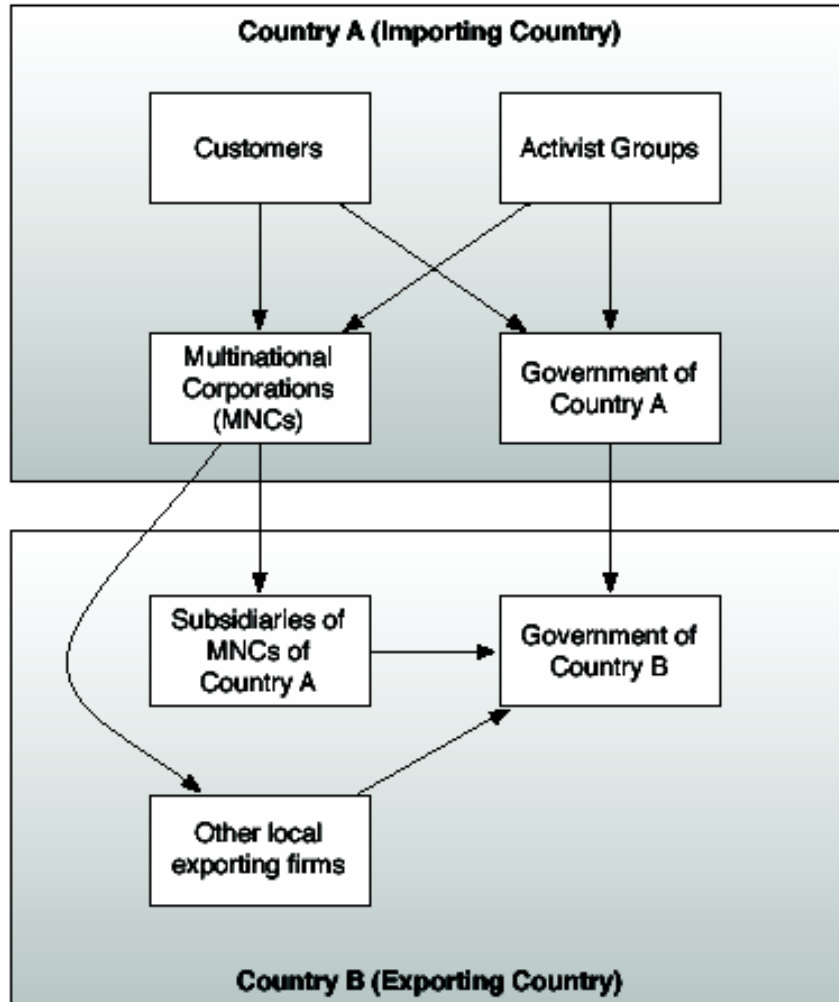 Country A (Importing Country)
Customers
Activist Groups
Multinational
Corporations
(MNCs)
Government of
Country A
Subsidiaries of
MNCs of
Country A
Government of
Country B
Other local
exporting firms
Country B (Exporting Country)